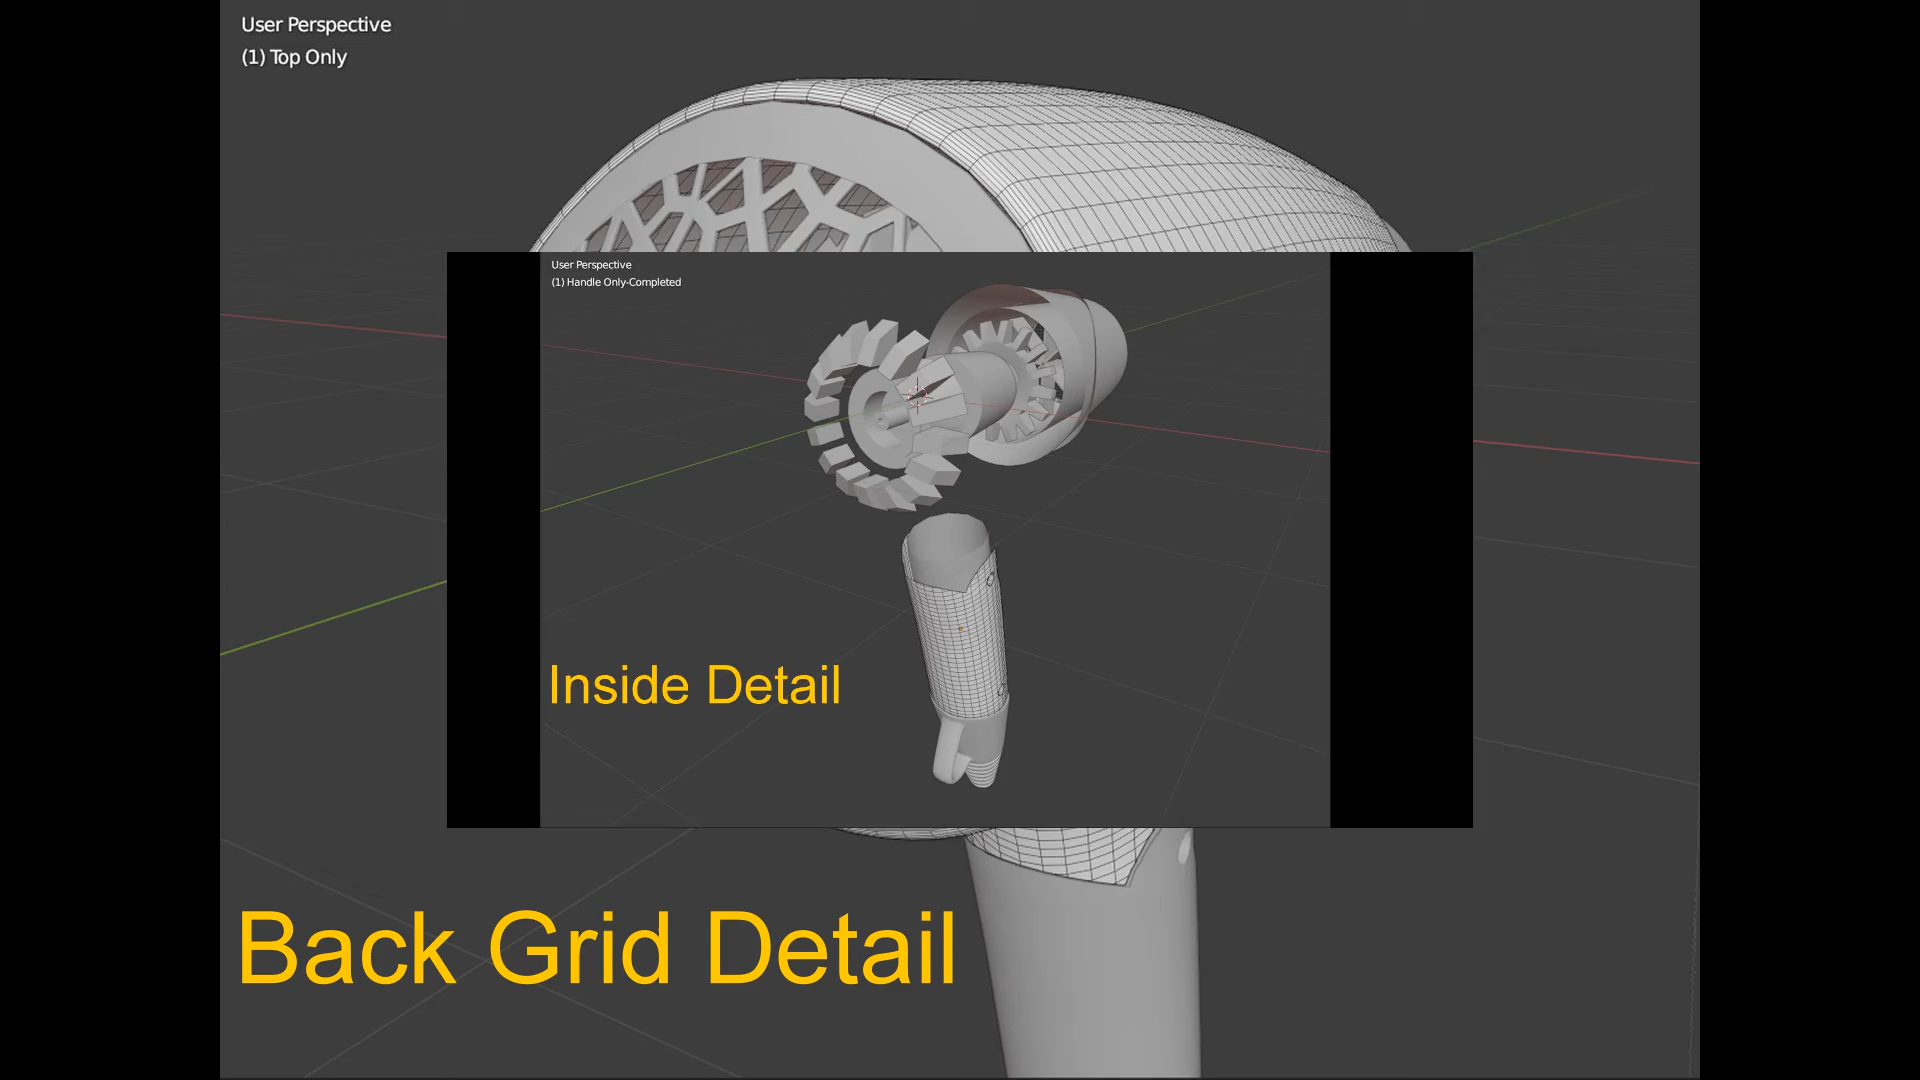 User Perspective
(1) Top Only
User Perspective
(1) Handle Only-Completed
Inside Detail
Back Grid Detail